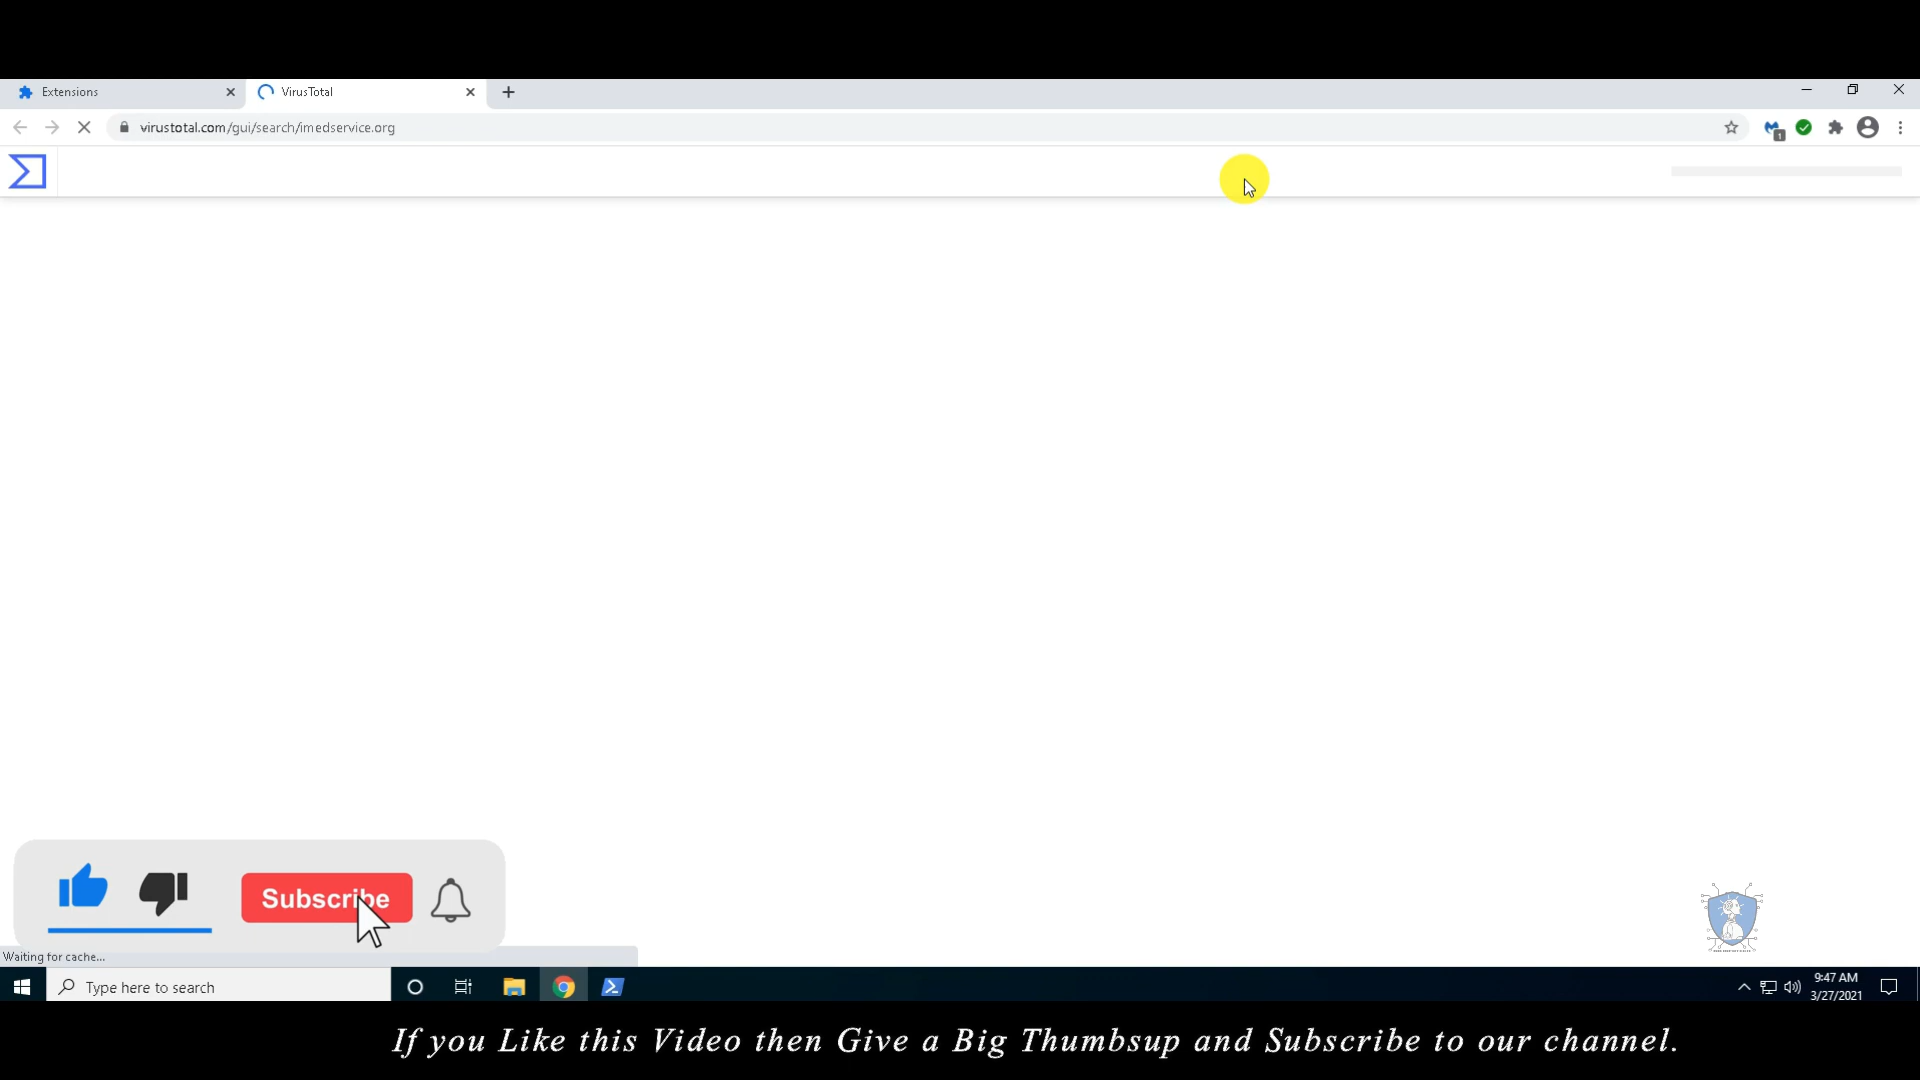 Extensions
VirusTotal
virustotal.com/gui/search/imedservice.org
1
Subscribe
Waiting for cache...
Type here to search
9:47 AM
3/27/2021
If you Like this Video then Give a Big Thumbsup and Subscribe to our channel.